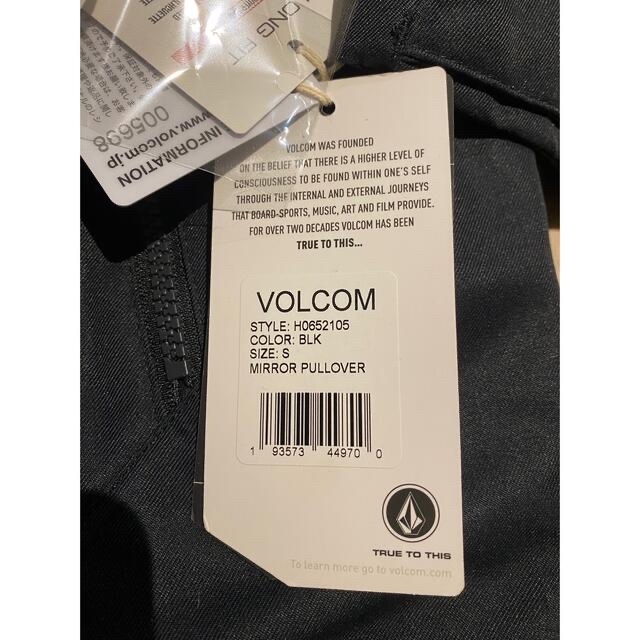 LONG FIT
INFORMATION
www.volcom.jp
005698
VOLCOM WAS FOUNDED
ON THE BELIEF THAT THERE IS A HIGHER LEVEL OF
CONSCIOUSNESS TO BE FOUND WITHIN ONE'S SELF
THROUGH THE INTERNAL AND EXTERNAL JOURNEYS
THAT BOARD-SPORTS, MUSIC, ART AND FILM PROVIDE.
FOR OVER TWO DECADES VOLCOM HAS BEEN
TRUE TO THIS...
VOLCOM
STYLE: H0652105
COLOR: BLK
SIZE: S
MIRROR PULLOVER
1 93573 44970 0
TRUE TO THIS
To learn more go to volcom.com